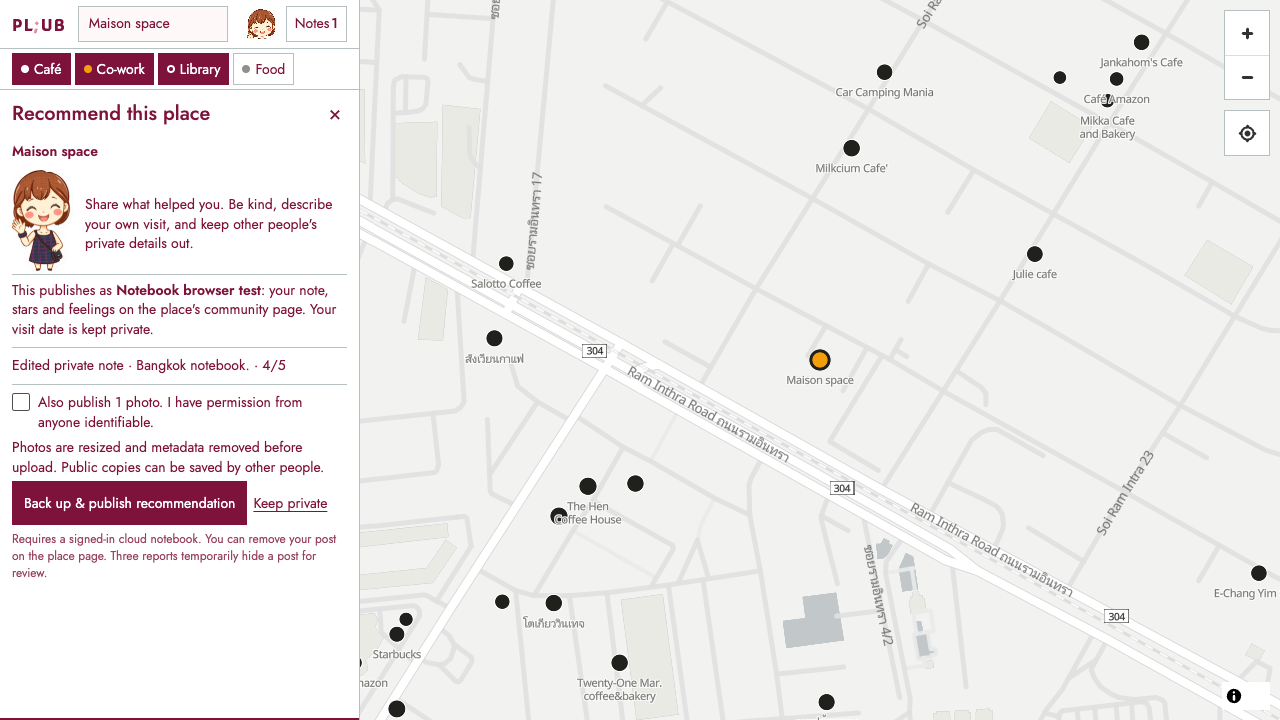 PL:UB
Maison space
Notes 1
Café
Co-work
Library
Food
Recommend this place
×
Maison space
Share what helped you. Be kind, describe
your own visit, and keep other people's
private details out.
This publishes as Notebook browser test: your note,
stars and feelings on the place's community page. Your
visit date is kept private.
Edited private note · Bangkok notebook. · 4/5
Also publish 1 photo. I have permission from
anyone identifiable.
Photos are resized and metadata removed before
upload. Public copies can be saved by other people.
Back up & publish recommendation
Keep private
Requires a signed-in cloud notebook. You can remove your post
on the place page. Three reports temporarily hide a post for
review.
Soi Ra
Jankahom's Cafe
Car Camping Mania
Café Amazon
Mikka Cafe
and Bakery
Milkcium Cafe'
ซอยรามอินทรา 17
Julie cafe
Salotto Coffee
304
สังเวียนกาแฟ
Maison space
Ram Inthra Road ถนนรามอินทรา
304
Soi Ram Intra 23
The Hen
Coffee House
Ram Inthra Road ถนนรามอินทรา
ซอยรามอินทรา 4/2
E-Chang Yim
304
โตเกียววินเทจ
Starbucks
mazon
Twenty-One Mar.
coffee&bakery